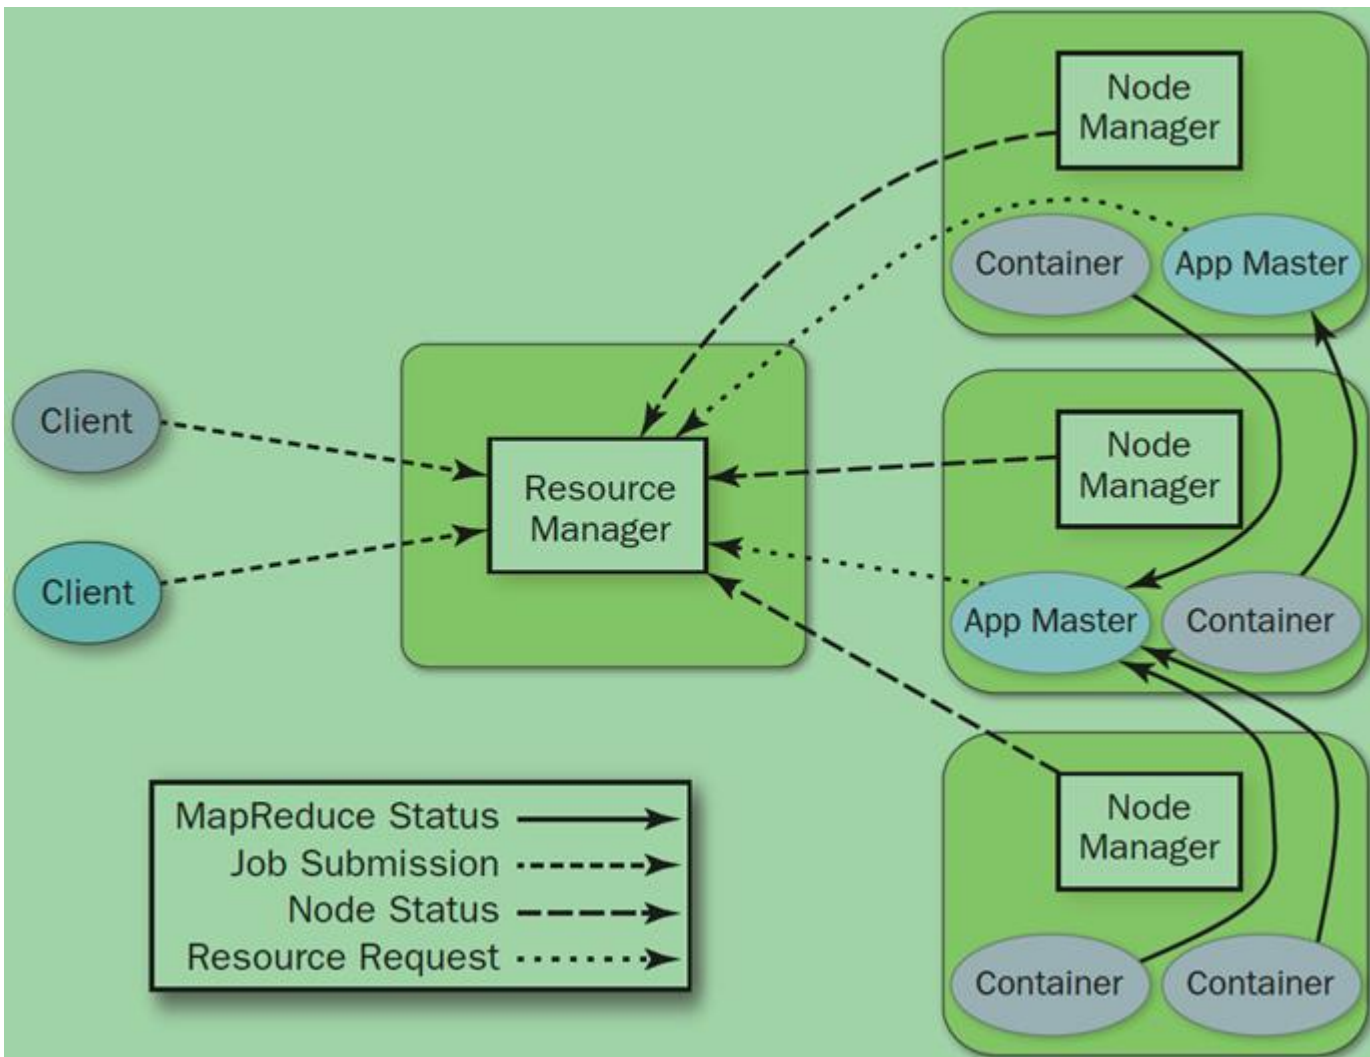 Node
Manager
Container
App Master
Client
Client
Resource
Manager
Node
Manager
App Master
Container
Node
Manager
Container
Container
MapReduce Status
Job Submission
Node Status
Resource Request